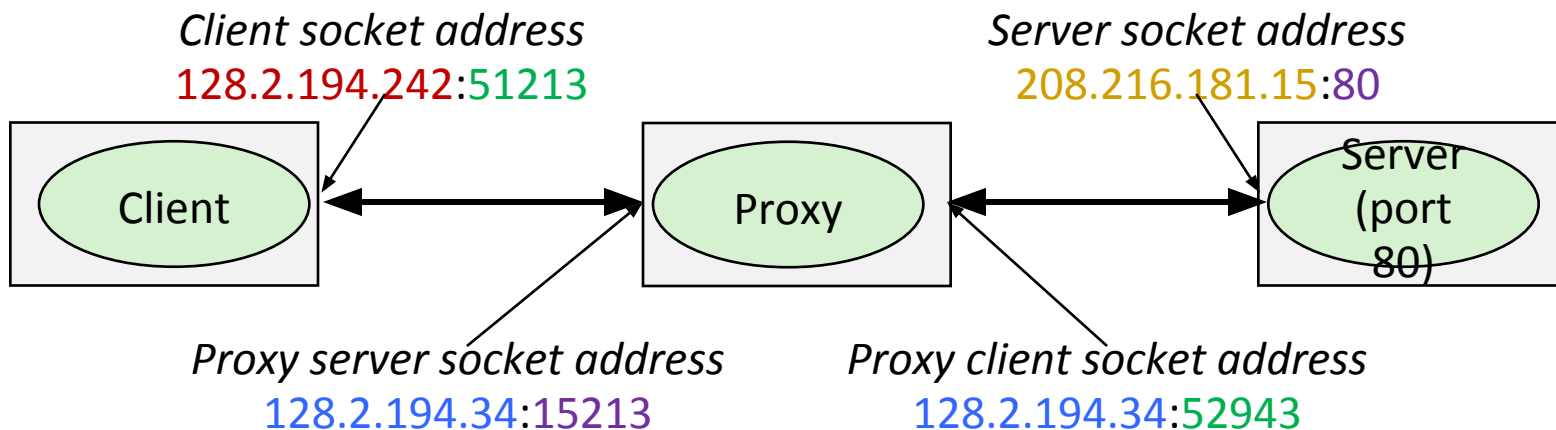 Client socket address
128.2.194.242:51213
Server socket address
208.216.181.15:80
Client
Proxy
Server
(port
80)
Proxy server socket address
128.2.194.34:15213
Proxy client socket address
128.2.194.34:52943